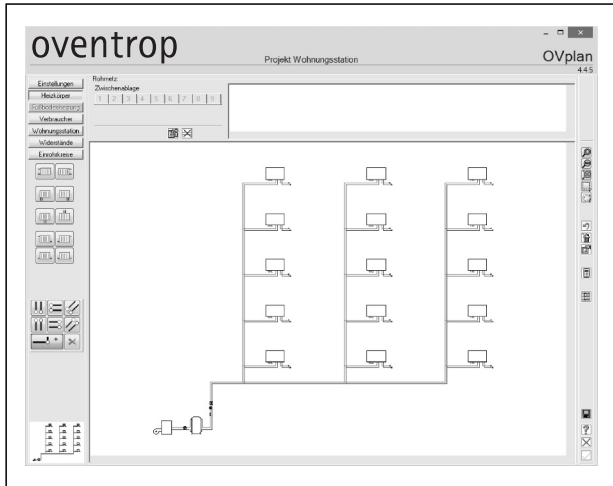 oventrop
Projekt Wohnungsstation
OVplan
4.4.5
Einstellungen
Heizkörper
Fußbodenheizung
Verbraucher
Wohnungsstation
Widerstände
Einrohrkreise
Rohrnetz:
Zwischenablage
1 2 3 4 5 6 7 8 9